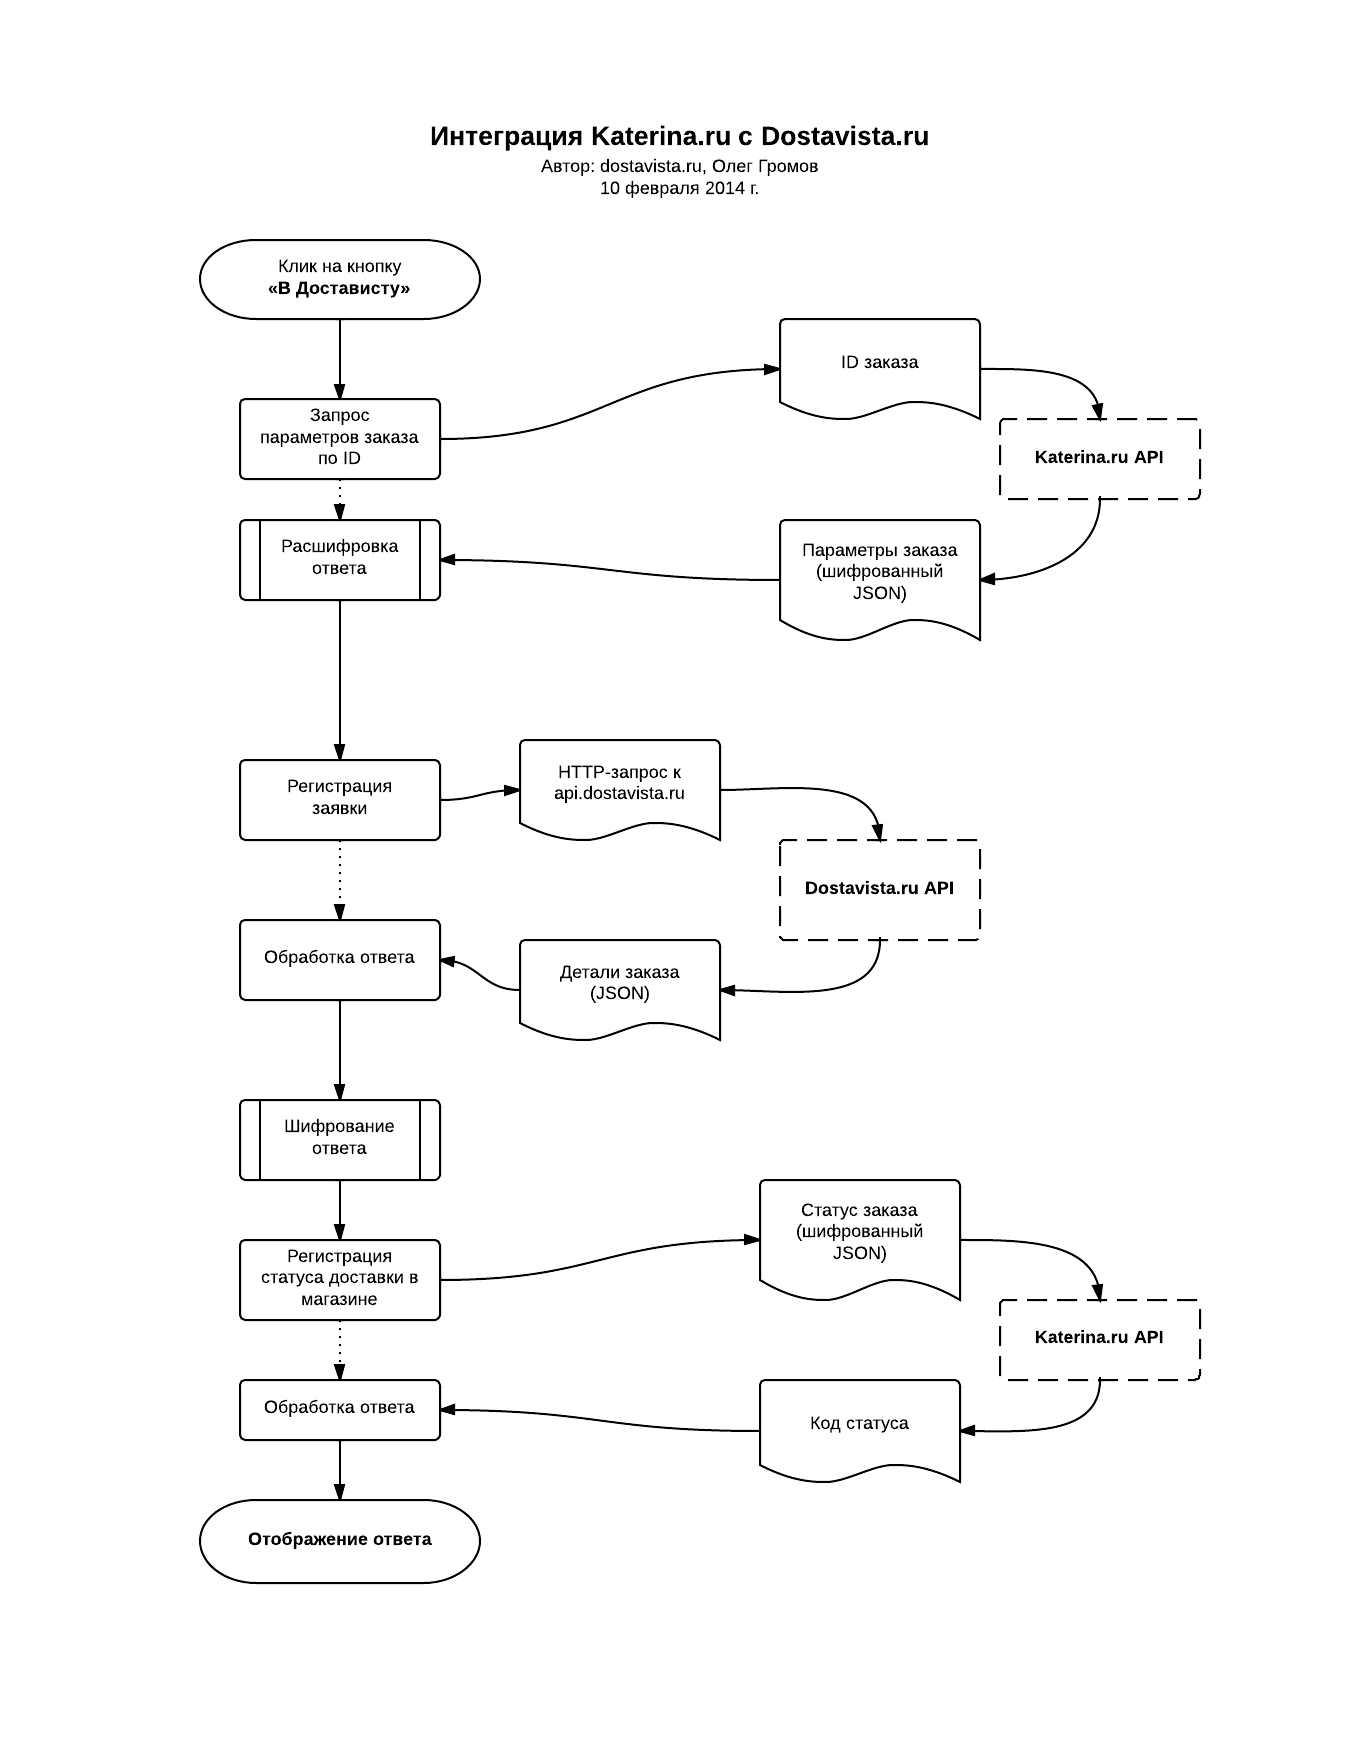 Интеграция Katerina.ru с Dostavista.ru
Автор: dostavista.ru, Олег Громов
10 февраля 2014 г.
Клик на кнопку
«В Достависту»
ID заказа
Запрос
параметров заказа
по ID
Katerina.ru API
Расшифровка
ответа
Параметры заказа
(шифрованный
JSON)
Регистрация
заявки
HTTP-запрос к
api.dostavista.ru
Dostavista.ru API
Обработка ответа
Детали заказа
(JSON)
Шифрование
ответа
Статус заказа
(шифрованный
JSON)
Регистрация
статуса доставки в
магазине
Katerina.ru API
Обработка ответа
Код статуса
Отображение ответа